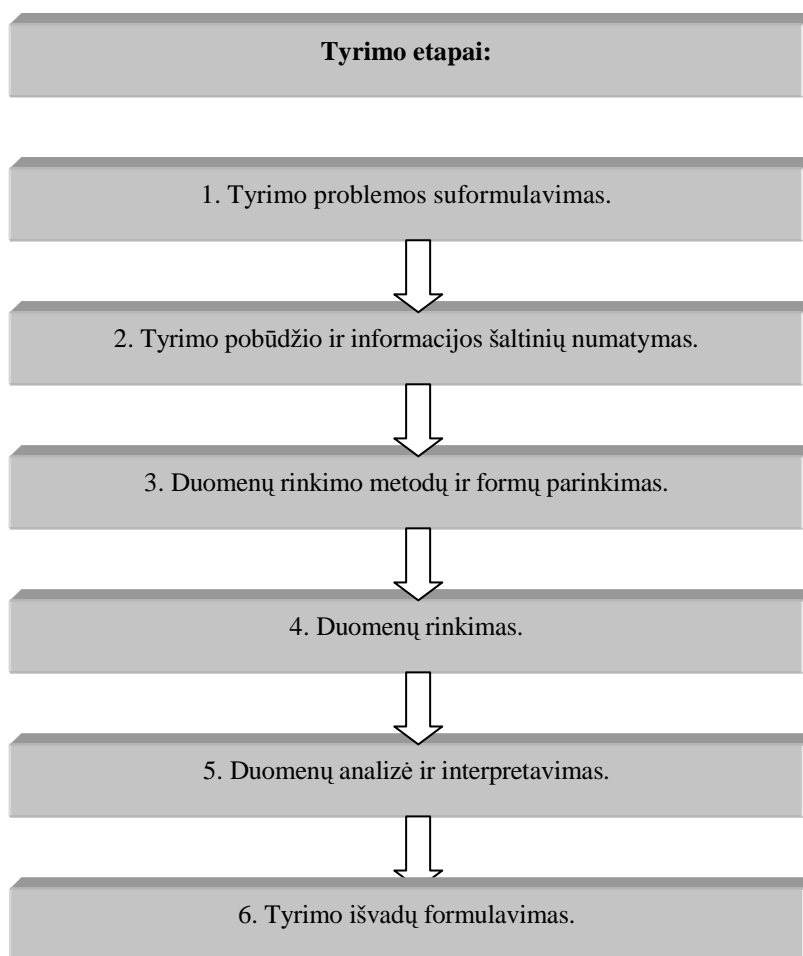 Tyrimo etapai:
1. Tyrimo problemos suformulavimas.
2. Tyrimo pobūdžio ir informacijos šaltinių numatymas.
3. Duomenų rinkimo metodų ir formų parinkimas.
4. Duomenų rinkimas.
5. Duomenų analizė ir interpretavimas.
6. Tyrimo išvadų formulavimas.